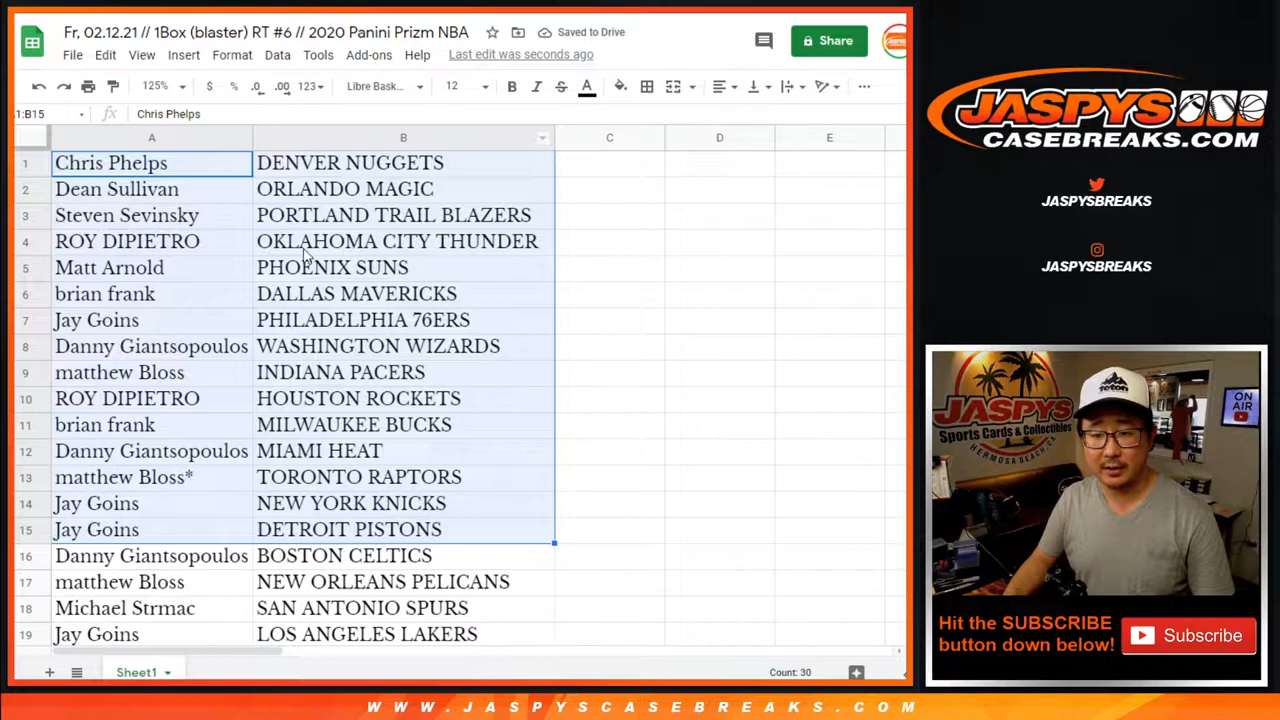 Fr, 02.12.21 // 1Box (blaster) RT #6 // 2020 Panini Prizm NBA
Saved to Drive
File Edit View Insert Format Data Tools Add-ons Help Last edit was seconds ago
Share
125% $ % .0 .00 123 Libre Bask... 12 B I S A
1:B15 fx Chris Phelps
A B C D E
1 Chris Phelps DENVER NUGGETS
2 Dean Sullivan ORLANDO MAGIC
3 Steven Sevinsky PORTLAND TRAIL BLAZERS
4 ROY DIPIETRO OKLAHOMA CITY THUNDER
5 Matt Arnold PHOENIX SUNS
6 brian frank DALLAS MAVERICKS
7 Jay Goins PHILADELPHIA 76ERS
8 Danny Giantsopoulos WASHINGTON WIZARDS
9 matthew Bloss INDIANA PACERS
10 ROY DIPIETRO HOUSTON ROCKETS
11 brian frank MILWAUKEE BUCKS
12 Danny Giantsopoulos MIAMI HEAT
13 matthew Bloss* TORONTO RAPTORS
14 Jay Goins NEW YORK KNICKS
15 Jay Goins DETROIT PISTONS
16 Danny Giantsopoulos BOSTON CELTICS
17 matthew Bloss NEW ORLEANS PELICANS
18 Michael Strmac SAN ANTONIO SPURS
19 Jay Goins LOS ANGELES LAKERS
Sheet1
Count: 30
JASPYS
CASEBREAKS.COM
JASPYSBREAKS
JASPYSBREAKS
JASPYS
Sports Cards & Collectibles
HERMOSA BEACH, CA
teton
ON AIR
Hit the SUBSCRIBE
button down below!
Subscribe
WWW.JASPYSCASEBREAKS.COM